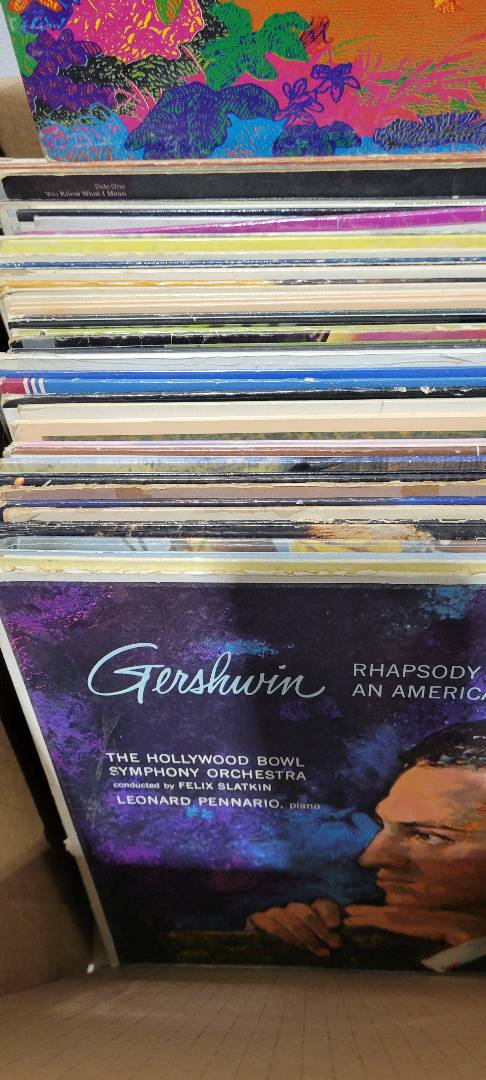 Side One
You Know What I Mean
Gershwin
RHAPSODY
AN AMERICA
THE HOLLYWOOD BOWL
SYMPHONY ORCHESTRA
conducted by FELIX SLATKIN
LEONARD PENNARIO, piano